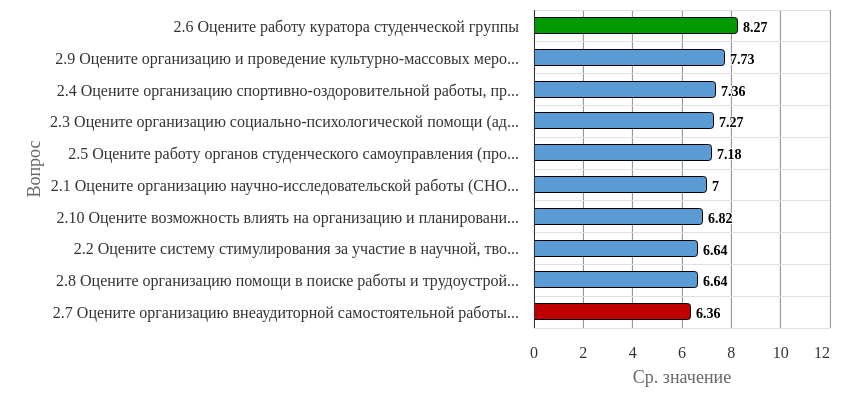 2.6 Оцените работу куратора студенческой группы 8.27
2.9 Оцените организацию и проведение культурно-массовых меро... 7.73
2.4 Оцените организацию спортивно-оздоровительной работы, пр... 7.36
2.3 Оцените организацию социально-психологической помощи (ад... 7.27
2.5 Оцените работу органов студенческого самоуправления (про... 7.18
2.1 Оцените организацию научно-исследовательской работы (СНО... 7
2.10 Оцените возможность влиять на организацию и планировани... 6.82
2.2 Оцените систему стимулирования за участие в научной, тво... 6.64
2.8 Оцените организацию помощи в поиске работы и трудоустрой... 6.64
2.7 Оцените организацию внеаудиторной самостоятельной работы... 6.36
Вопрос
0 2 4 6 8 10 12
Ср. значение